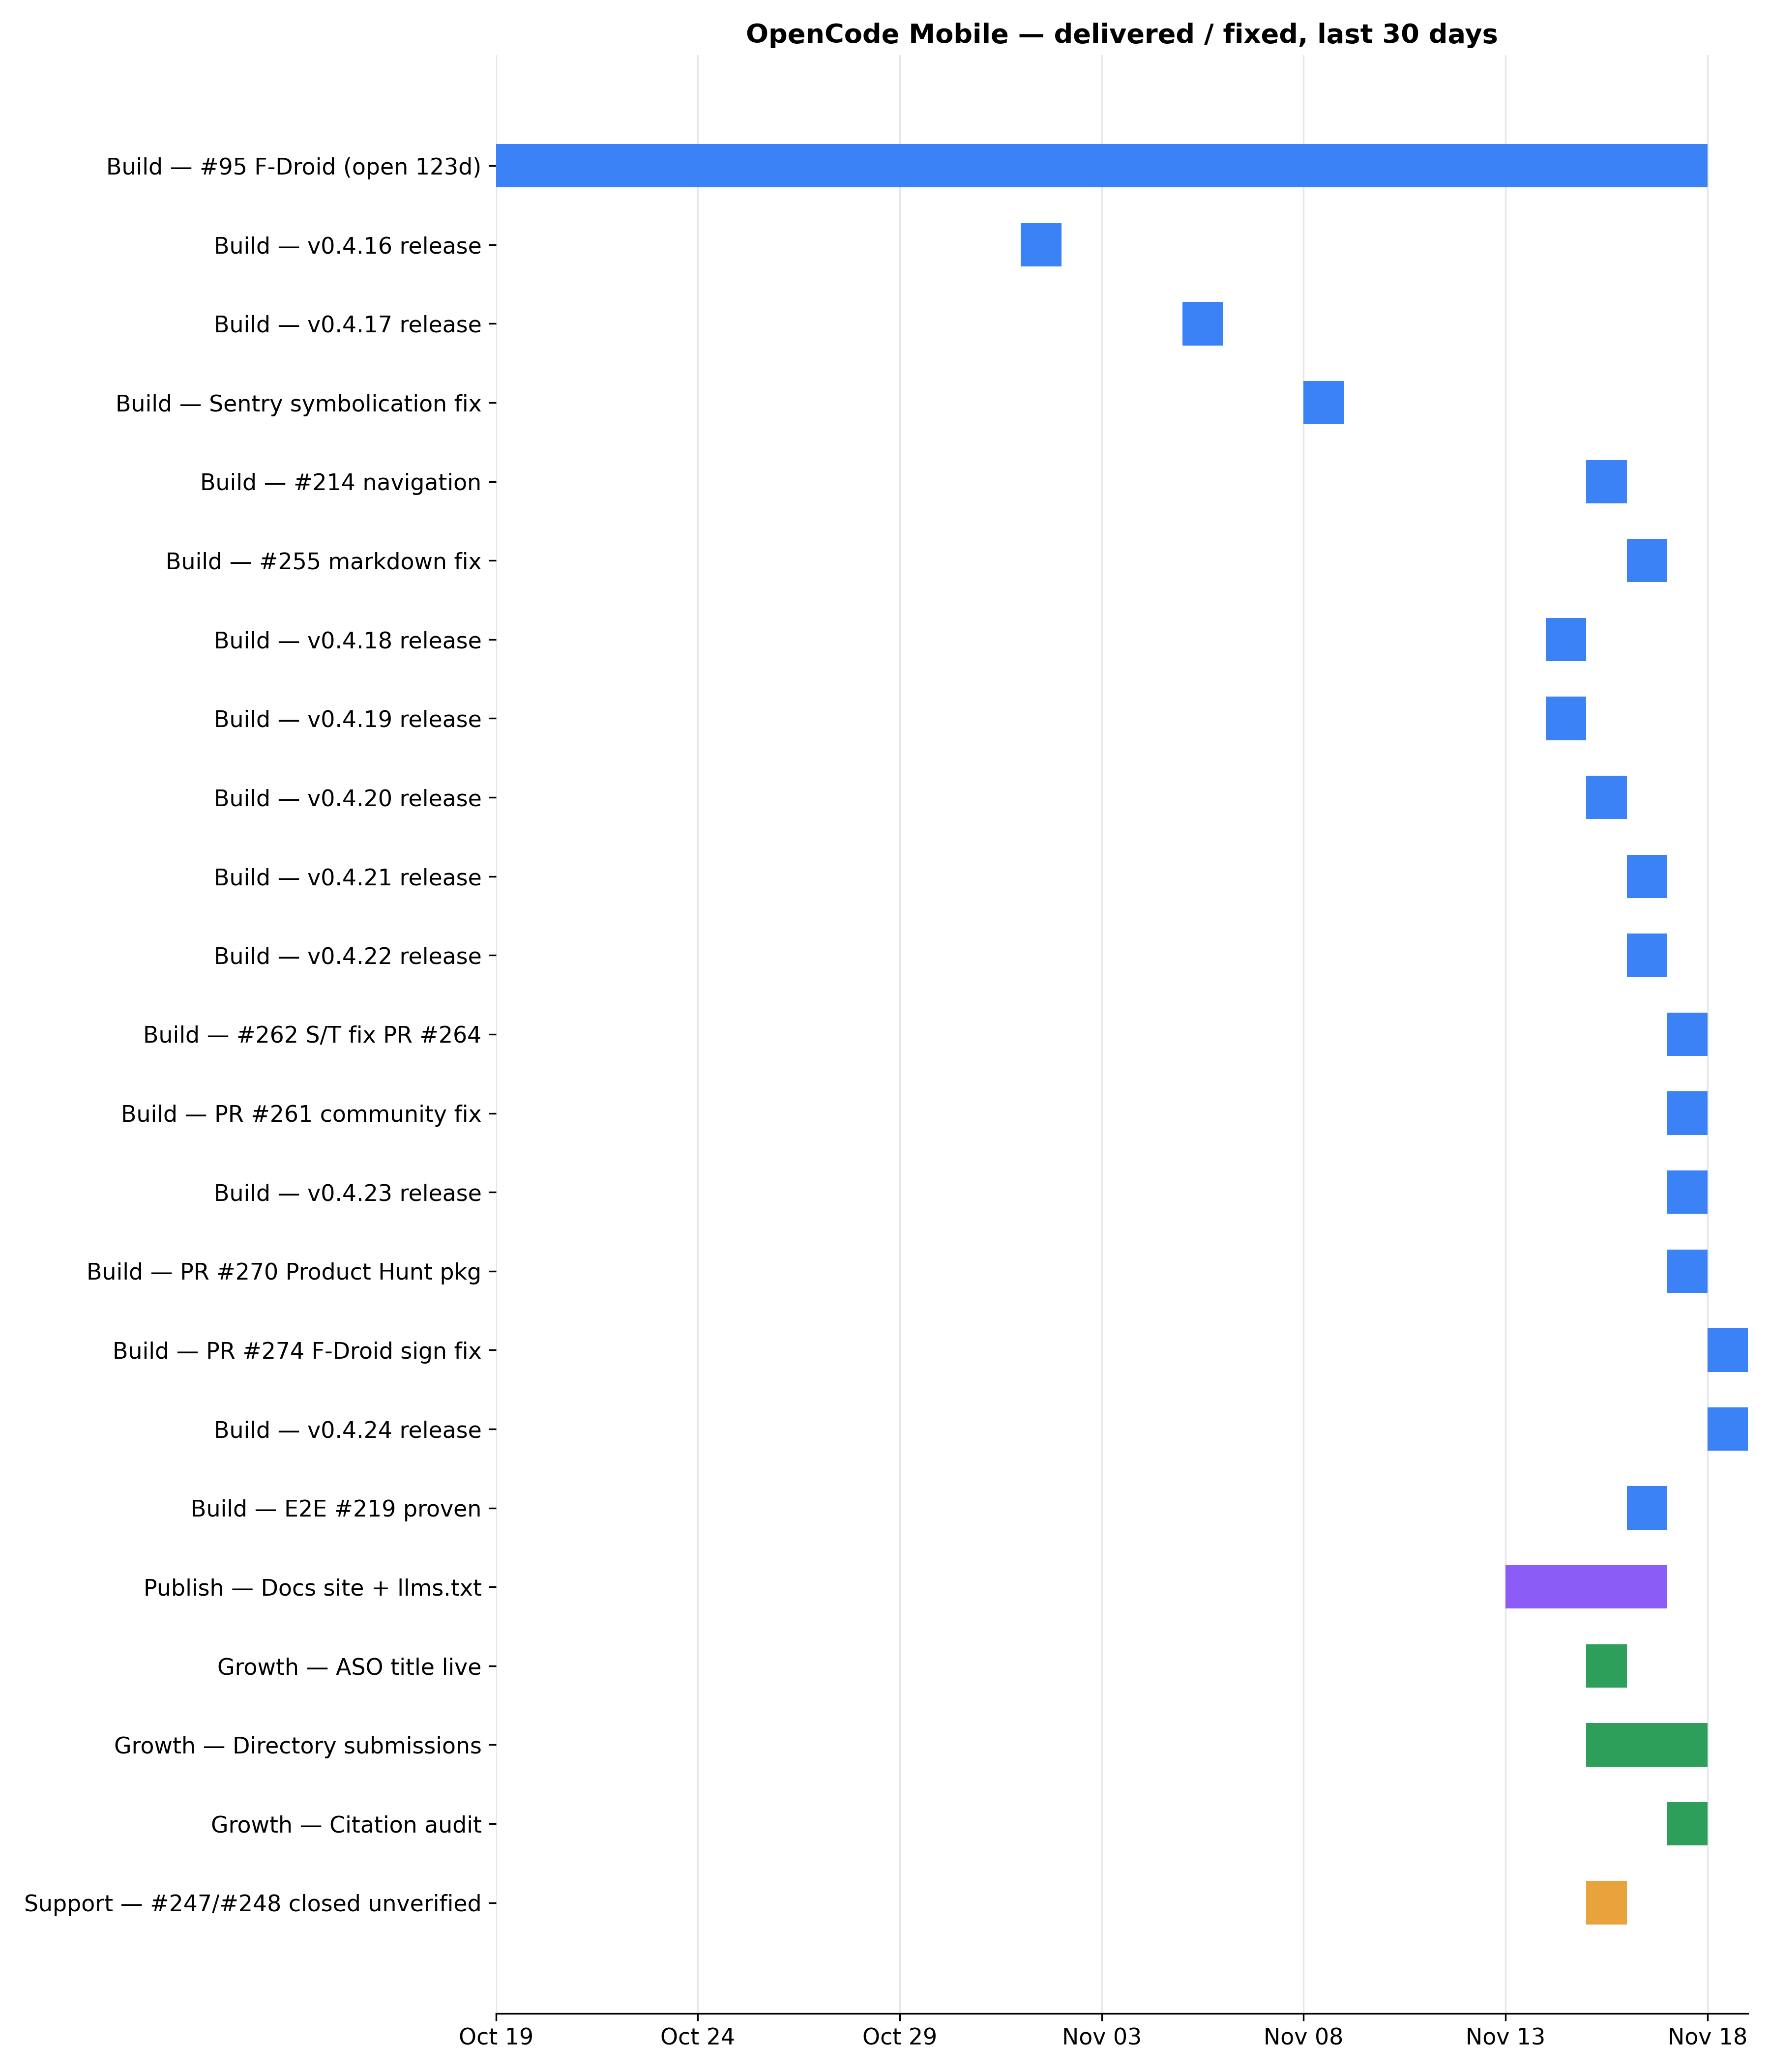 OpenCode Mobile — delivered / fixed, last 30 days
Build — #95 F-Droid (open 123d)
Build — v0.4.16 release
Build — v0.4.17 release
Build — Sentry symbolication fix
Build — #214 navigation
Build — #255 markdown fix
Build — v0.4.18 release
Build — v0.4.19 release
Build — v0.4.20 release
Build — v0.4.21 release
Build — v0.4.22 release
Build — #262 S/T fix PR #264
Build — PR #261 community fix
Build — v0.4.23 release
Build — PR #270 Product Hunt pkg
Build — PR #274 F-Droid sign fix
Build — v0.4.24 release
Build — E2E #219 proven
Publish — Docs site + llms.txt
Growth — ASO title live
Growth — Directory submissions
Growth — Citation audit
Support — #247/#248 closed unverified
Oct 19 Oct 24 Oct 29 Nov 03 Nov 08 Nov 13 Nov 18